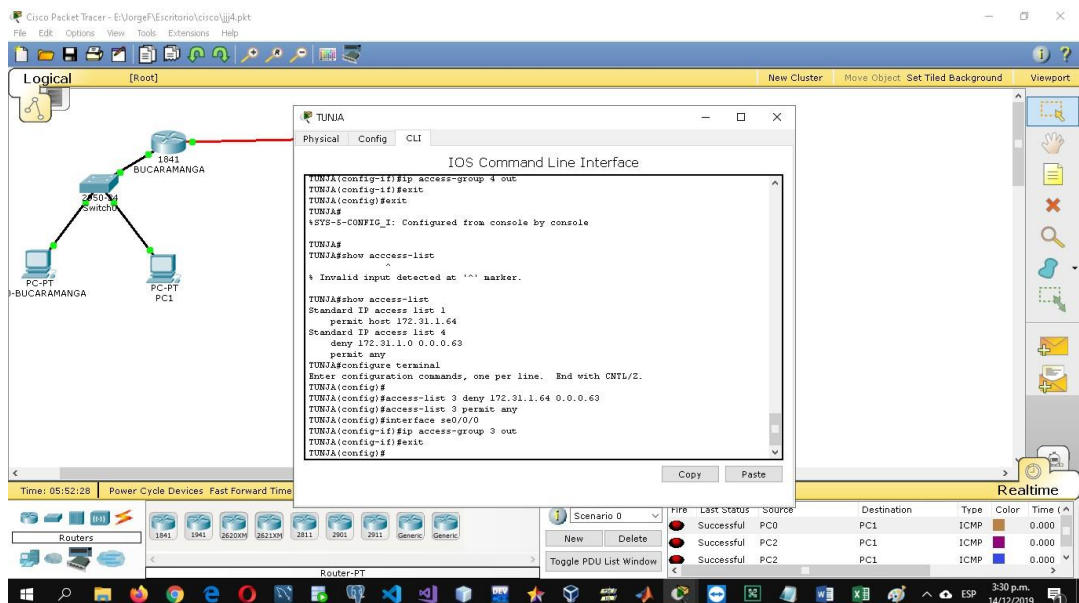 Cisco Packet Tracer - E:\JorgeF\Escritorio\cisco\jjj4.pkt
File Edit Options View Tools Extensions Help
Logical [Root] New Cluster Move Object Set Tiled Background Viewport
1841
BUCARAMANGA
2950-24
Switch0
PC-PT
-BUCARAMANGA
PC-PT
PC1
TUNJA
Physical Config CLI
IOS Command Line Interface
TUNJA(config-if)#ip access-group 4 out
TUNJA(config-if)#exit
TUNJA(config)#exit
TUNJA#
%SYS-5-CONFIG_I: Configured from console by console
TUNJA#
TUNJA#show acccess-list
^
% Invalid input detected at '^' marker.
TUNJA#show access-list
Standard IP access list 1
permit host 172.31.1.64
Standard IP access list 4
deny 172.31.1.0 0.0.0.63
permit any
TUNJA#configure terminal
Enter configuration commands, one per line. End with CNTL/Z.
TUNJA(config)#
TUNJA(config)#access-list 3 deny 172.31.1.64 0.0.0.63
TUNJA(config)#access-list 3 permit any
TUNJA(config)#interface se0/0/0
TUNJA(config-if)#ip access-group 3 out
TUNJA(config-if)#exit
TUNJA(config)#
Copy Paste
Time: 05:52:28 Power Cycle Devices Fast Forward Time Realtime
Routers
1841 1941 2620XM 2621XM 2811 2901 2911 Generic Generic
Router-PT
Scenario 0
New Delete
Toggle PDU List Window
Fire Last Status Source Destination Type Color Time (
Successful PC0 PC1 ICMP 0.000
Successful PC2 PC1 ICMP 0.000
Successful PC2 PC1 ICMP 0.000
ESP
3:30 p.m.
14/12/2019